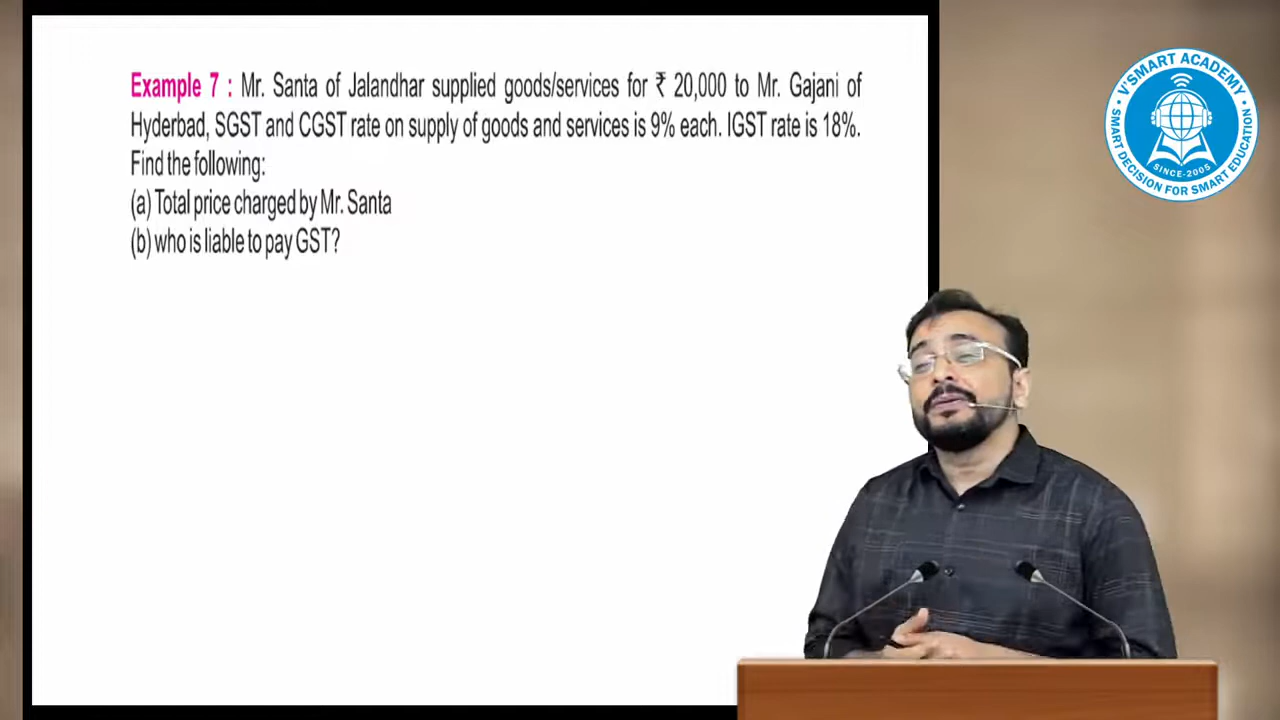 Example 7 : Mr. Santa of Jalandhar supplied goods/services for ₹ 20,000 to Mr. Gajani of
Hyderbad, SGST and CGST rate on supply of goods and services is 9% each. IGST rate is 18%.
Find the following:
(a) Total price charged by Mr. Santa
(b) who is liable to pay GST?
V'SMART ACADEMY
SINCE-2005
SMART DECISION FOR SMART EDUCATION